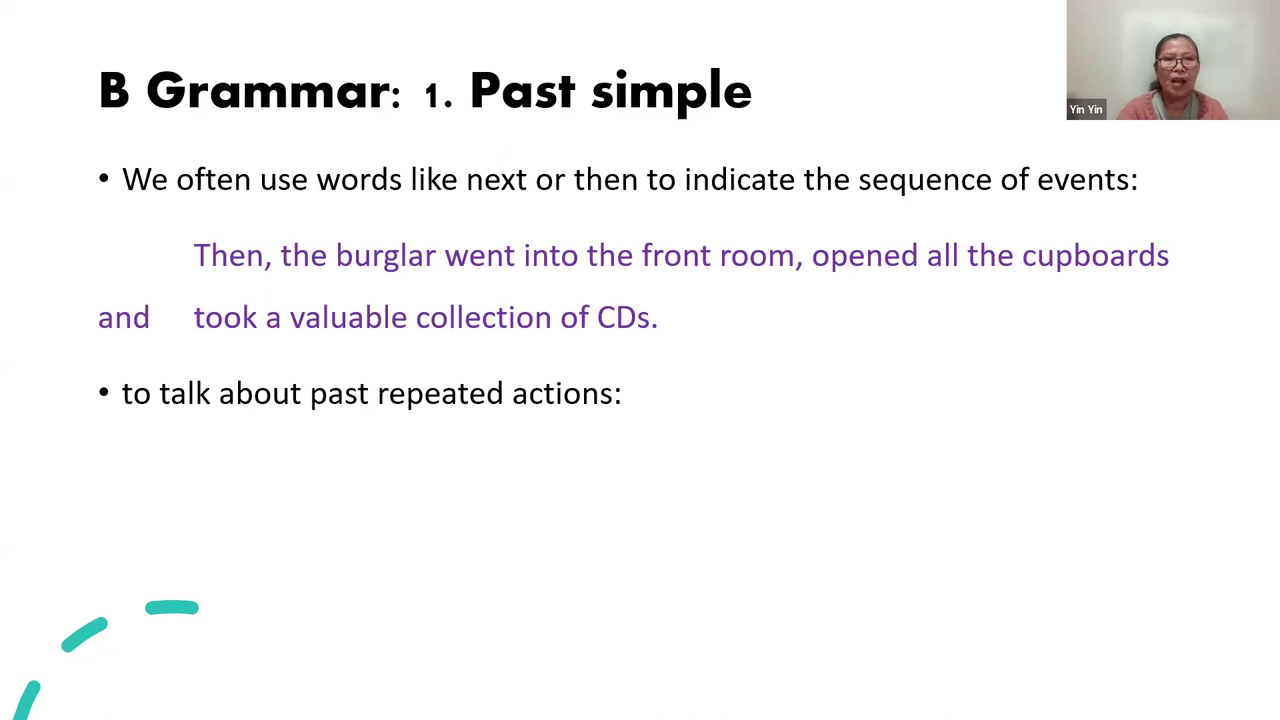 B Grammar: 1. Past simple
Yin Yin
• We often use words like next or then to indicate the sequence of events:
Then, the burglar went into the front room, opened all the cupboards
and took a valuable collection of CDs.
• to talk about past repeated actions: